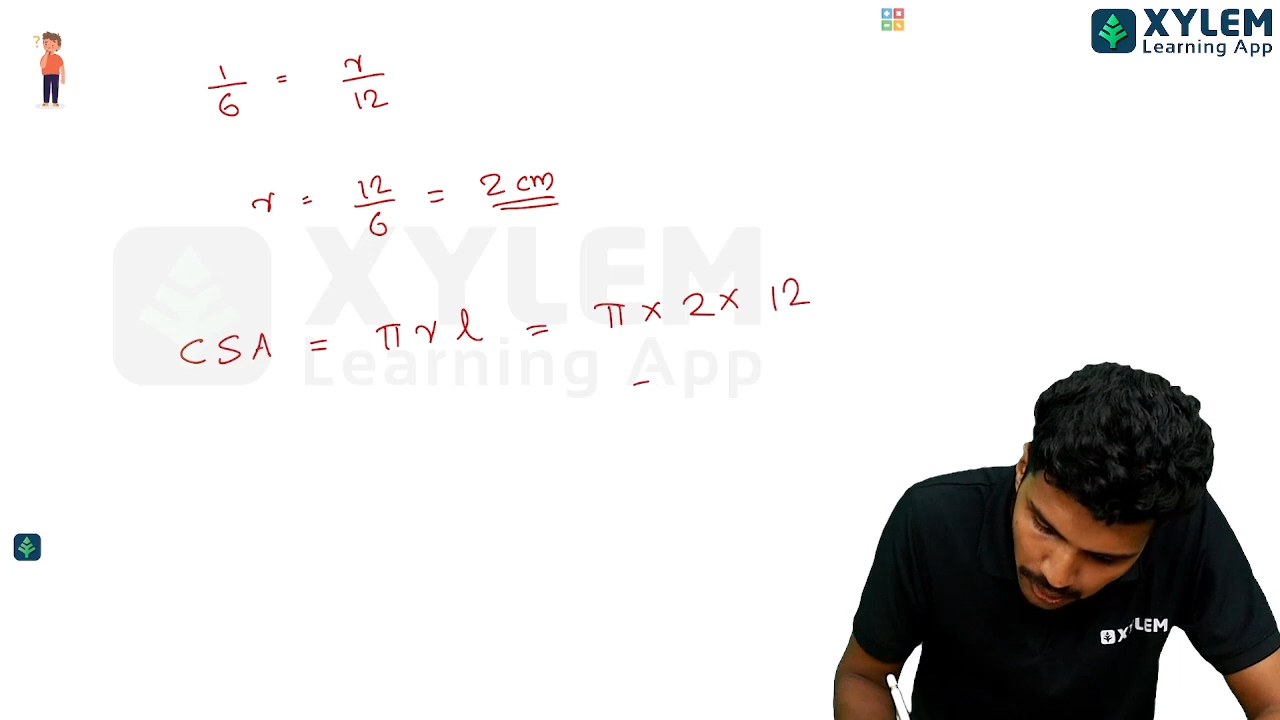 XYLEM
Learning App
1/6 = r/12
r = 12/6 = 2 cm
XYLEM
Learning App
CSA = πrl = π × 2 × 12
XYLEM